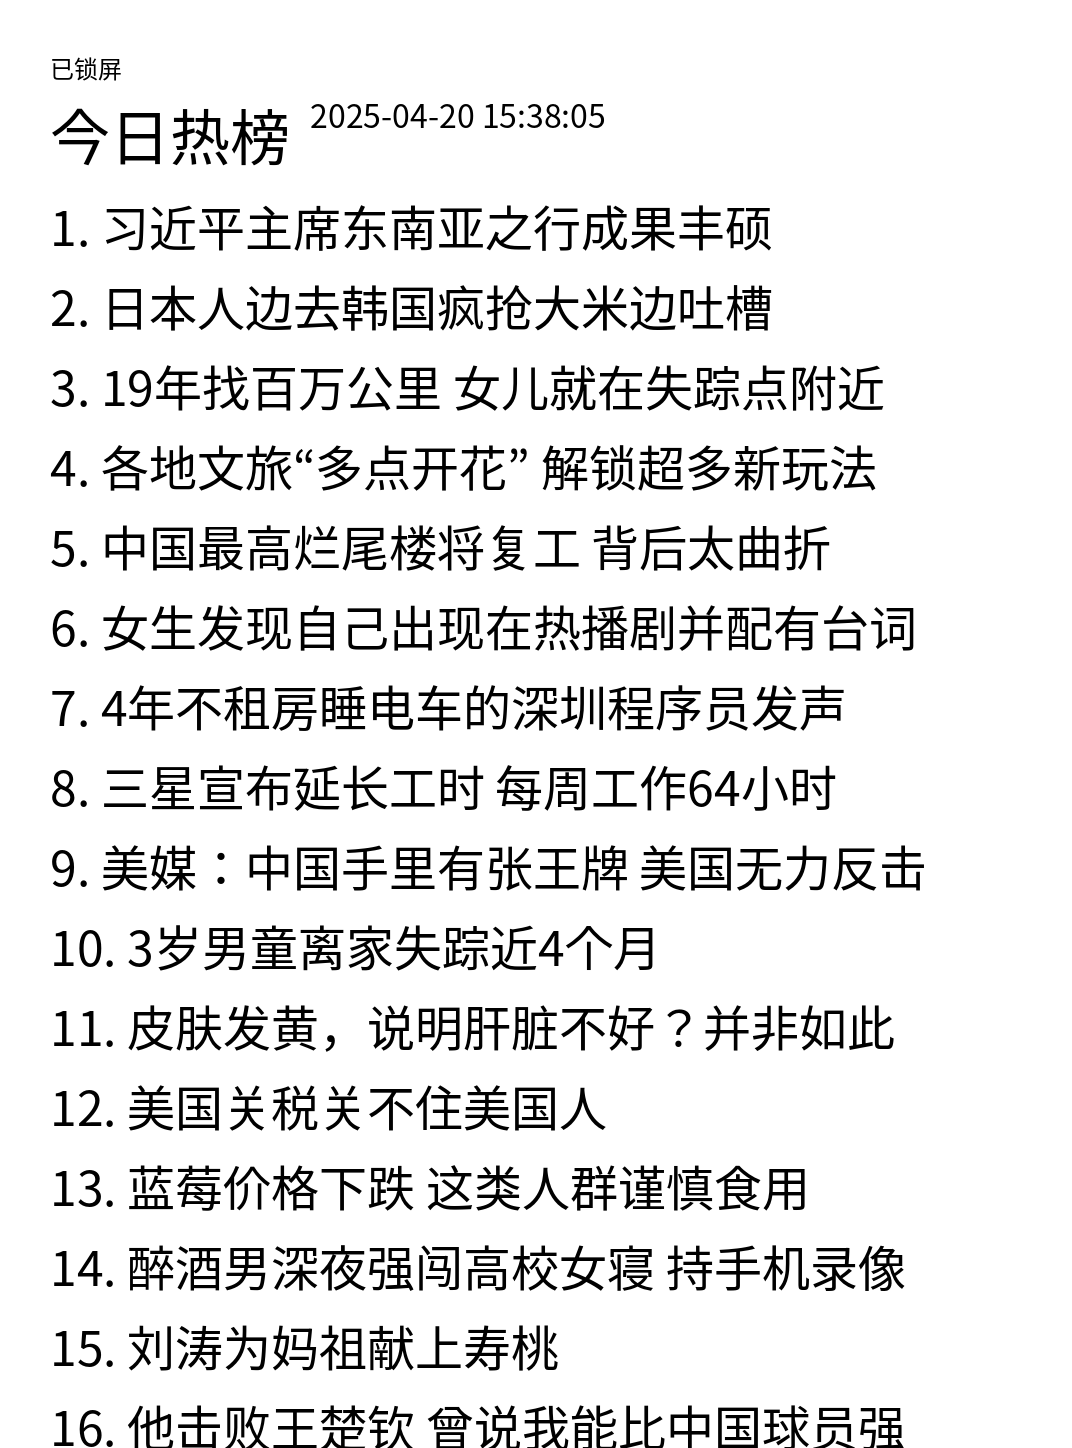 已锁屏
今日热榜 2025-04-20 15:38:05
1. 习近平主席东南亚之行成果丰硕
2. 日本人边去韩国疯抢大米边吐槽
3. 19年找百万公里 女儿就在失踪点附近
4. 各地文旅“多点开花” 解锁超多新玩法
5. 中国最高烂尾楼将复工 背后太曲折
6. 女生发现自己出现在热播剧并配有台词
7. 4年不租房睡电车的深圳程序员发声
8. 三星宣布延长工时 每周工作64小时
9. 美媒：中国手里有张王牌 美国无力反击
10. 3岁男童离家失踪近4个月
11. 皮肤发黄，说明肝脏不好？并非如此
12. 美国关税关不住美国人
13. 蓝莓价格下跌 这类人群谨慎食用
14. 醉酒男深夜强闯高校女寝 持手机录像
15. 刘涛为妈祖献上寿桃
16. 他击败王楚钦 曾说我能比中国球员强